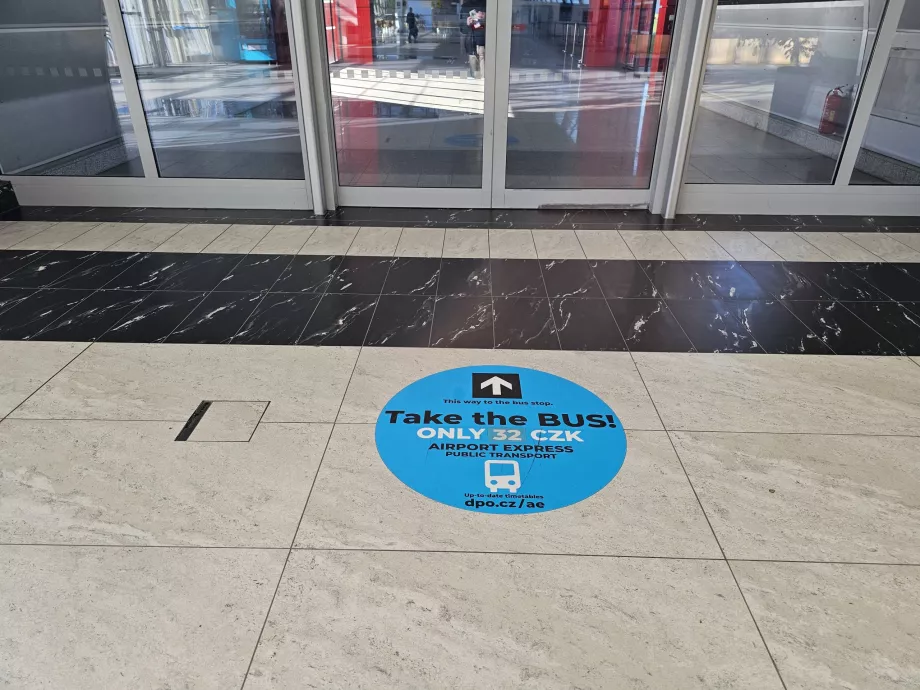 This way to the bus stop.
Take the BUS!
ONLY 32 CZK
AIRPORT EXPRESS
PUBLIC TRANSPORT
Up-to-date timetables
dpo.cz/ae